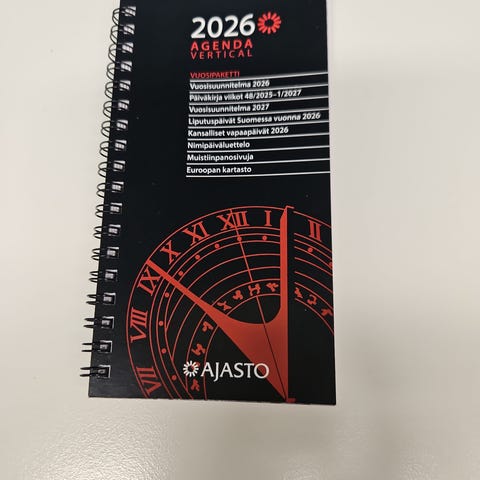 2026
AGENDA
VERTICAL
VUOSIPAKETTI
Vuosisuunnitelma 2026
Päiväkirja viikot 48/2025–1/2027
Vuosisuunnitelma 2027
Liputuspäivät Suomessa vuonna 2026
Kansalliset vapaapäivät 2026
Nimipäiväluettelo
Muistiinpanosivuja
Euroopan kartasto
VII VIII IX X XI XII I II
AJASTO